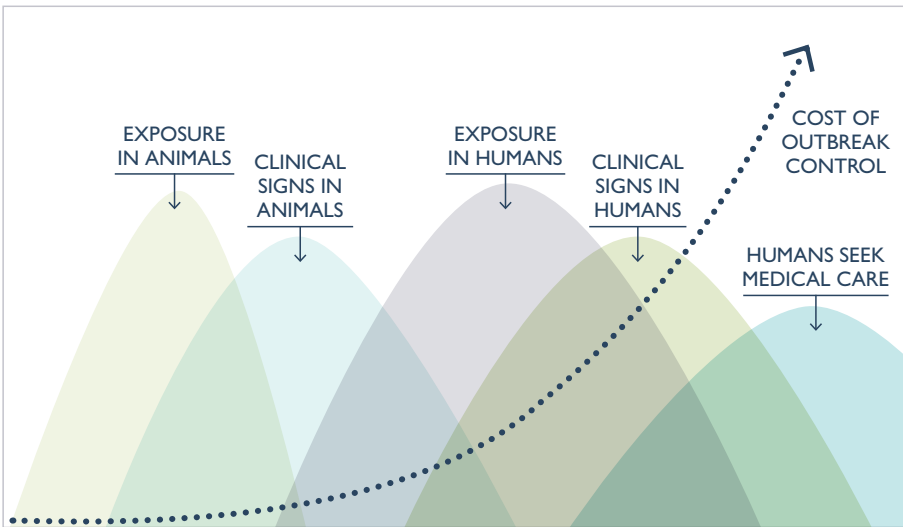 EXPOSURE
IN ANIMALS
CLINICAL
SIGNS IN
ANIMALS
EXPOSURE
IN HUMANS
CLINICAL
SIGNS IN
HUMANS
COST OF
OUTBREAK
CONTROL
HUMANS SEEK
MEDICAL CARE